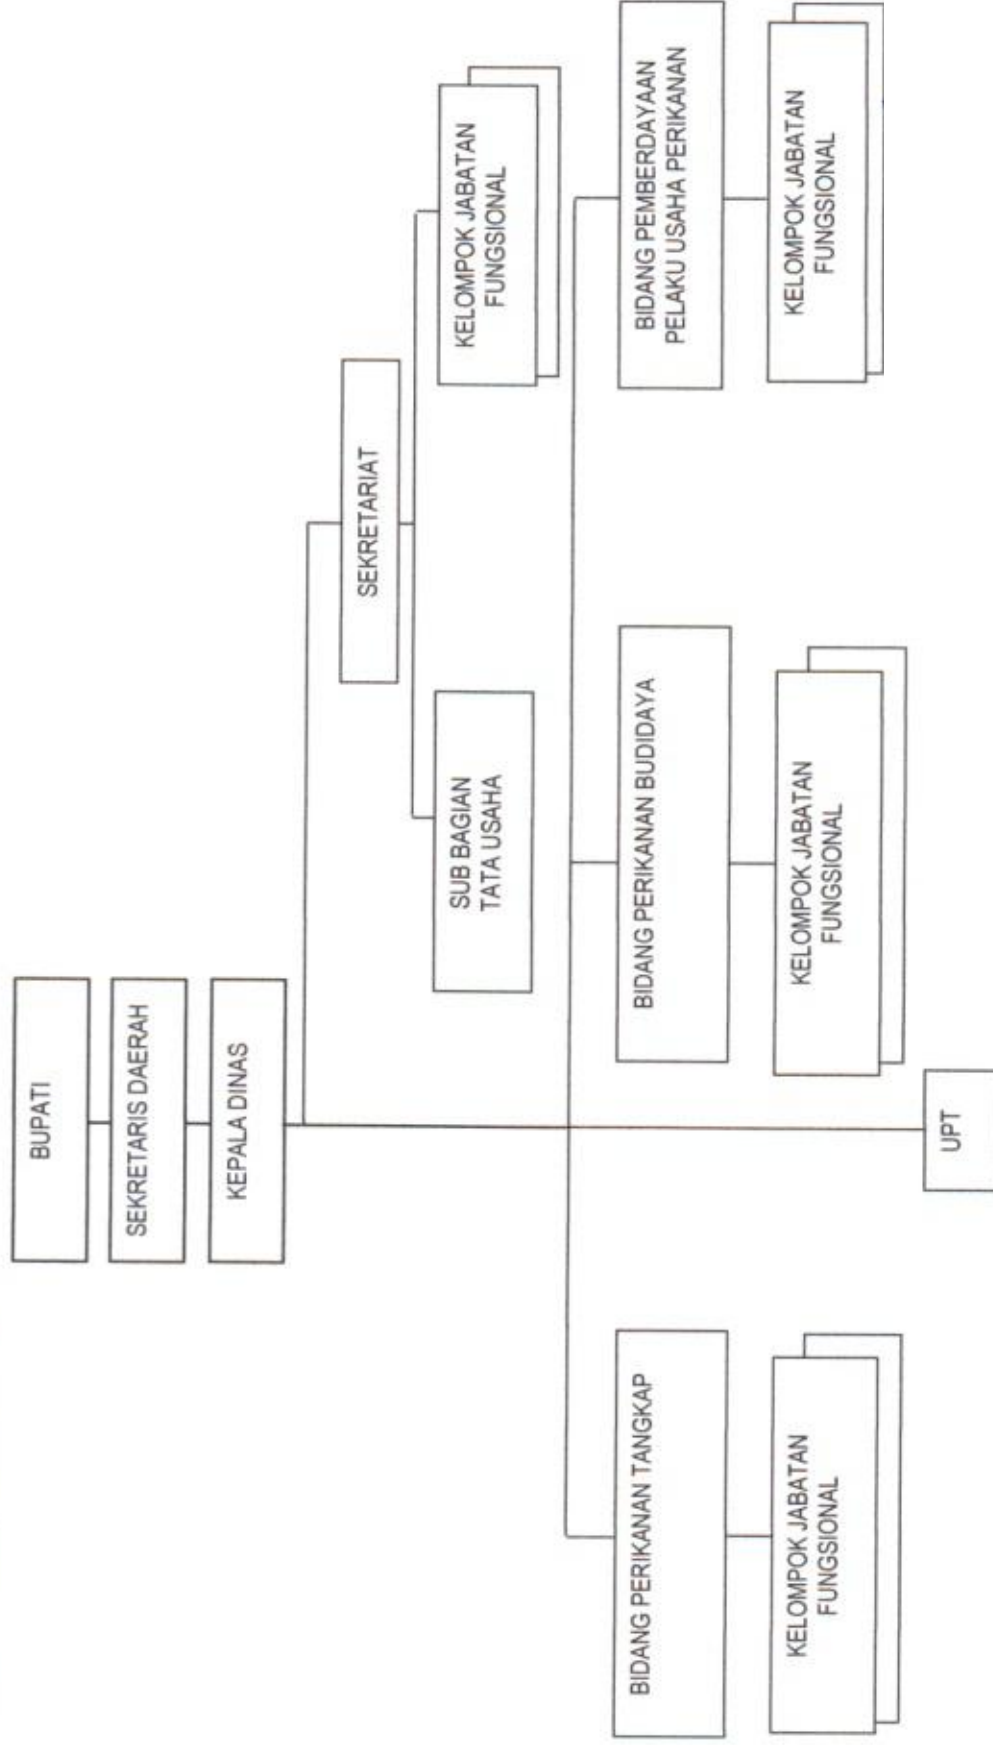 BUPATI
SEKRETARIS DAERAH
KEPALA DINAS
SEKRETARIAT
SUB BAGIAN
TATA USAHA
KELOMPOK JABATAN
FUNGSIONAL
BIDANG PERIKANAN TANGKAP
BIDANG PERIKANAN BUDIDAYA
BIDANG PEMBERDAYAAN
PELAKU USAHA PERIKANAN
KELOMPOK JABATAN
FUNGSIONAL
KELOMPOK JABATAN
FUNGSIONAL
KELOMPOK JABATAN
FUNGSIONAL
UPT